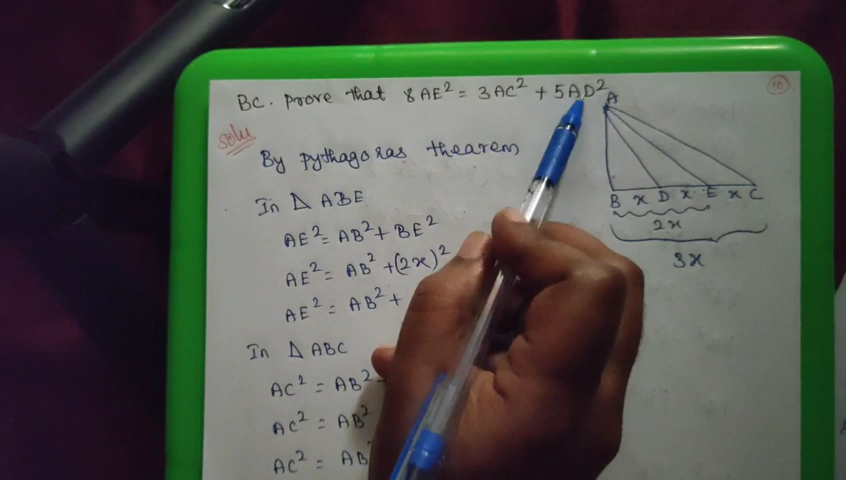 BC. prove that 8AE² = 3AC² + 5AD²
10
Solu
By pythagoras thearem
In Δ ABE
AE² = AB² + BE²
AE² = AB² + (2x)²
AE² = AB² +
In Δ ABC
AC² = AB²
AC² = AB²
AC² = AB
A
B x D x E x C
2x
3x